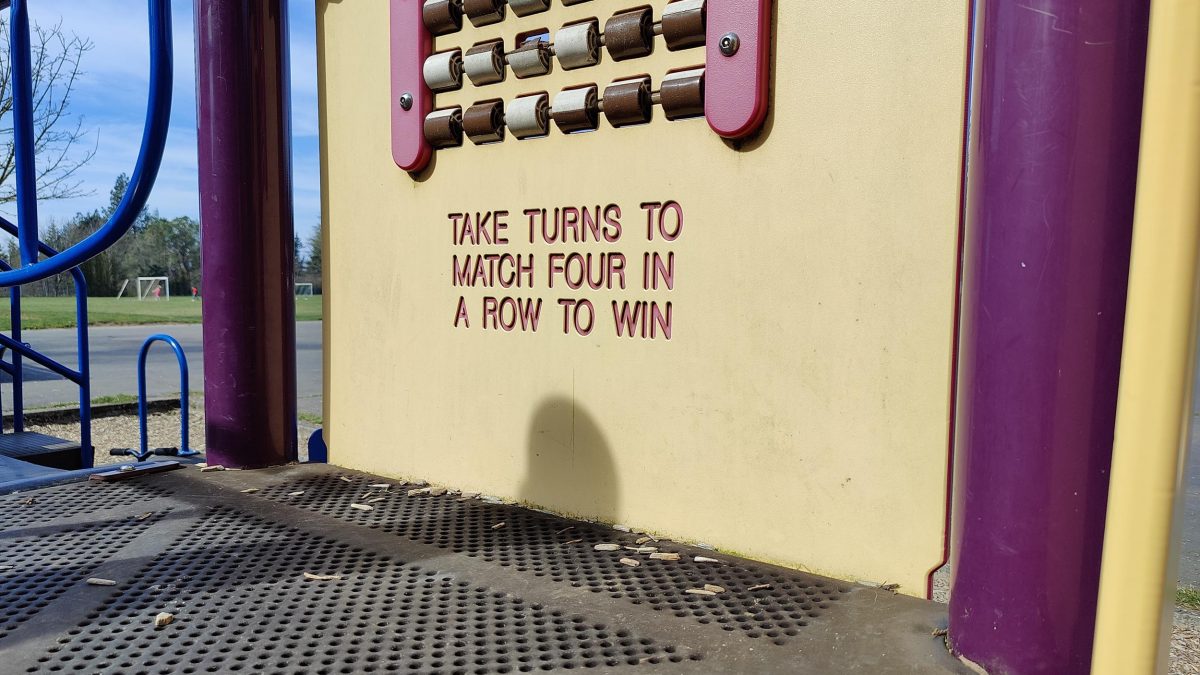 TAKE TURNS TO
MATCH FOUR IN
A ROW TO WIN